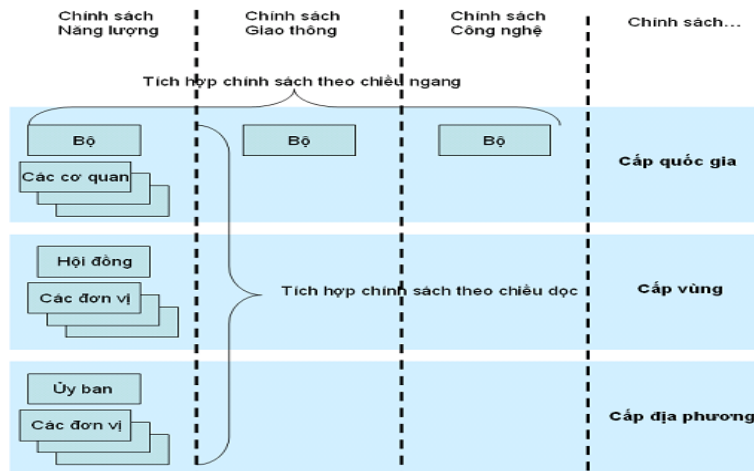 Chính sách
Năng lượng
Chính sách
Giao thông
Chính sách
Công nghệ
Chính sách...
Tích hợp chính sách theo chiều ngang
Bộ
Bộ
Bộ
Các cơ quan
Cấp quốc gia
Hội đồng
Các đơn vị
Tích hợp chính sách theo chiều dọc
Cấp vùng
Ủy ban
Các đơn vị
Cấp địa phương